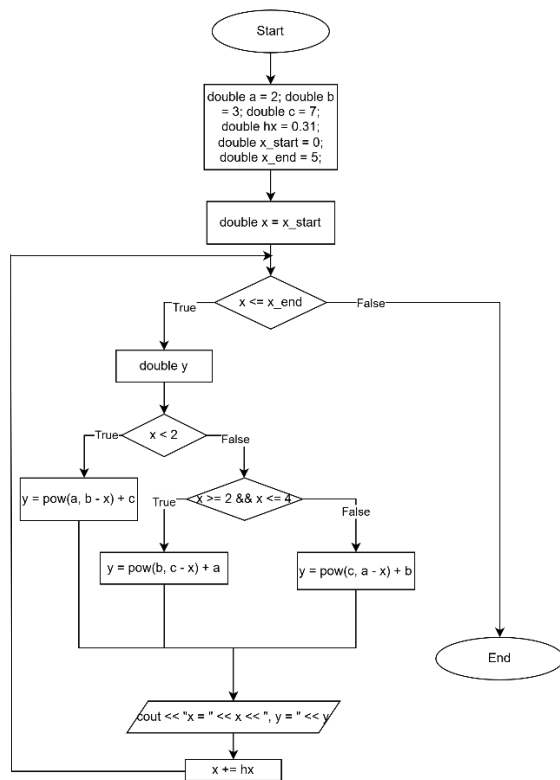 Start
double a = 2; double b
= 3; double c = 7;
double hx = 0.31;
double x_start = 0;
double x_end = 5;
double x = x_start
x <= x_end
True
False
double y
x < 2
True
False
y = pow(a, b - x) + c
x >= 2 && x <= 4
True
False
y = pow(b, c - x) + a
y = pow(c, a - x) + b
End
cout << "x = " << x << ", y = " << y
x += hx